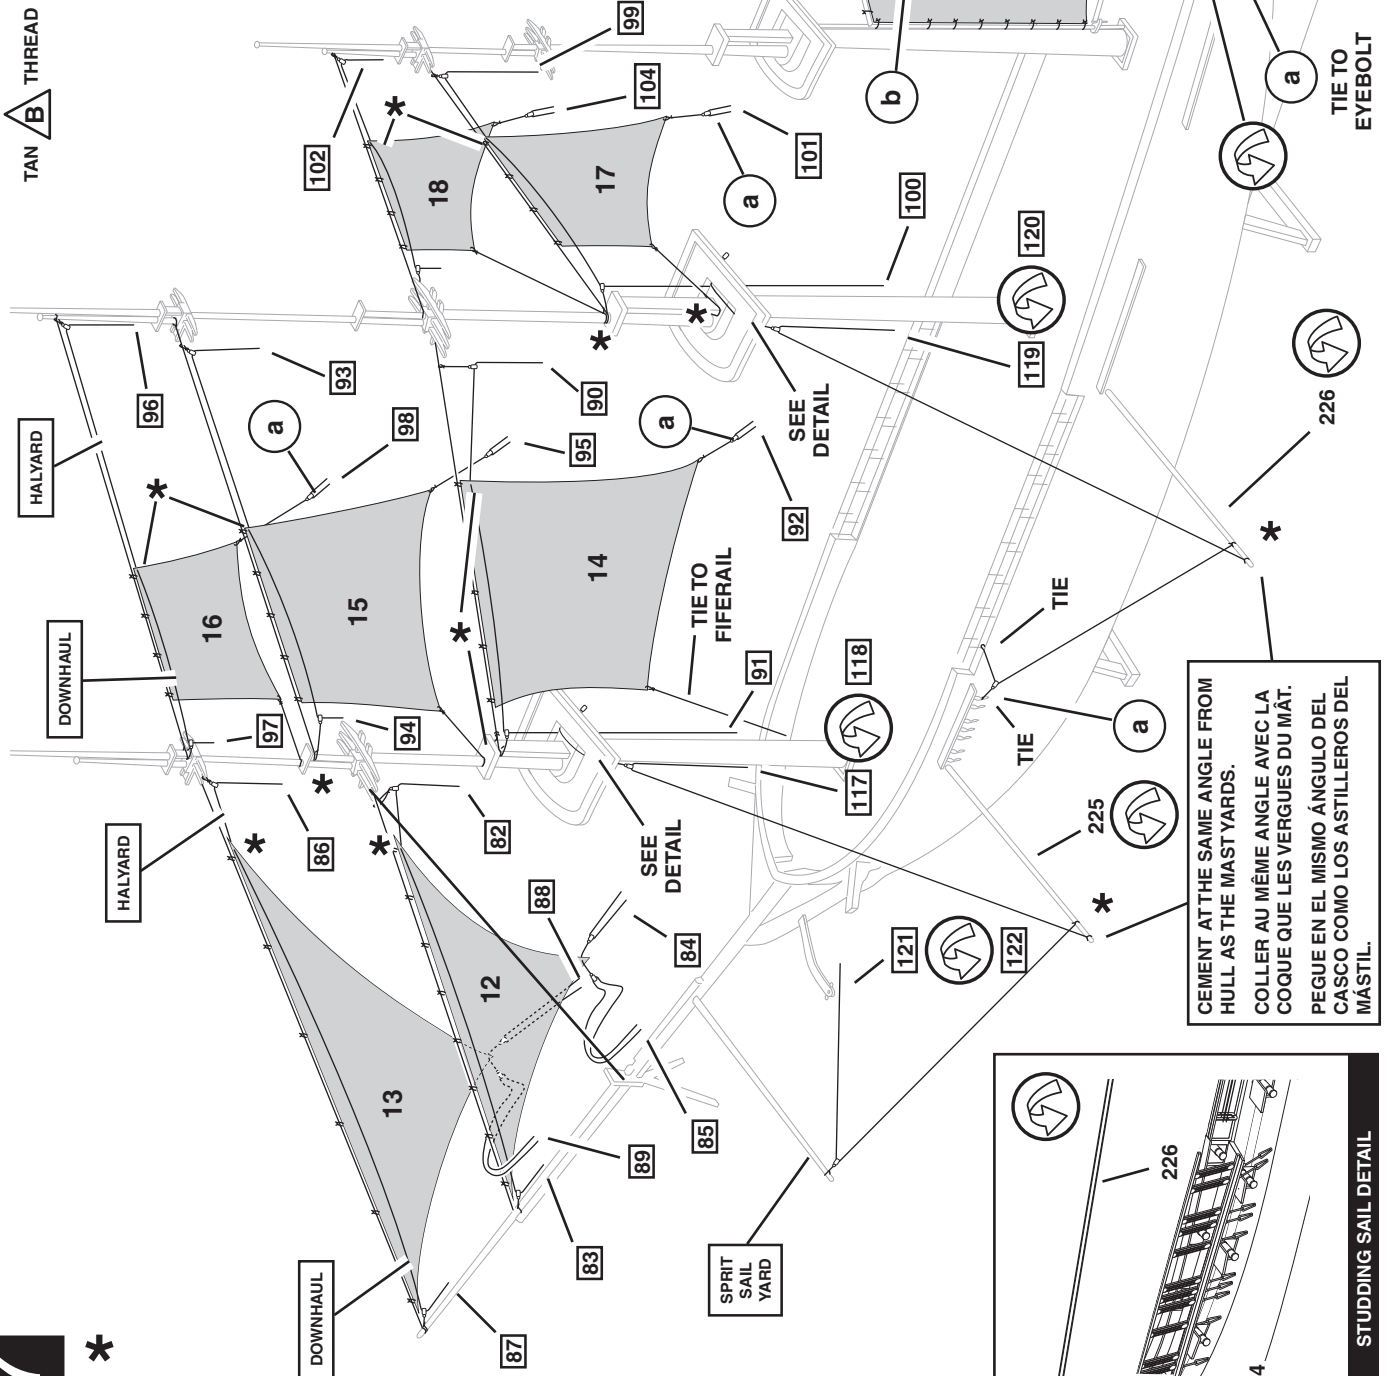 TAN B THREAD
*
HALYARD
DOWNHAUL
HALYARD
DOWNHAUL
102
99
104
101
100
*
18
17
a
b
a
TIE TO
EYEBOLT
96
93
98
95
90
92
a
a
*
16
15
14
*
*
*
SEE
DETAIL
120
119
226
*
97
94
91
TIE TO
FIFERAIL
118
117
TIE
TIE
a
225
*
86
82
88
84
85
89
83
87
*
*
*
13
12
SEE
DETAIL
121
122
SPRIT
SAIL
YARD
CEMENT AT THE SAME ANGLE FROM
HULL AS THE MAST YARDS.
COLLER AU MÊME ANGLE AVEC LA
COQUE QUE LES VERGUES DU MÂT.
PEGUE EN EL MISMO ÁNGULO DEL
CASCO COMO LOS ASTILLEROS DEL
MÁSTIL.
226
4
STUDDING SAIL DETAIL